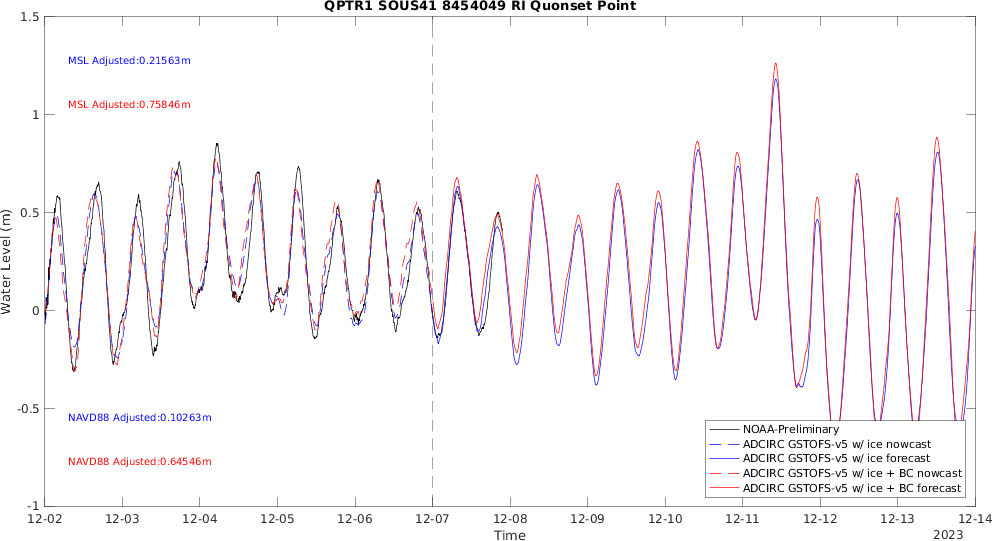 QPTR1 SOUS41 8454049 RI Quonset Point
1.5
1
0.5
0
-0.5
-1
Water Level (m)
MSL Adjusted:0.21563m
MSL Adjusted:0.75846m
NAVD88 Adjusted:0.10263m
NAVD88 Adjusted:0.64546m
NOAA-Preliminary
ADCIRC GSTOFS-v5 w/ ice nowcast
ADCIRC GSTOFS-v5 w/ ice forecast
ADCIRC GSTOFS-v5 w/ ice + BC nowcast
ADCIRC GSTOFS-v5 w/ ice + BC forecast
12-02 12-03 12-04 12-05 12-06 12-07 12-08 12-09 12-10 12-11 12-12 12-13 12-14
Time
2023